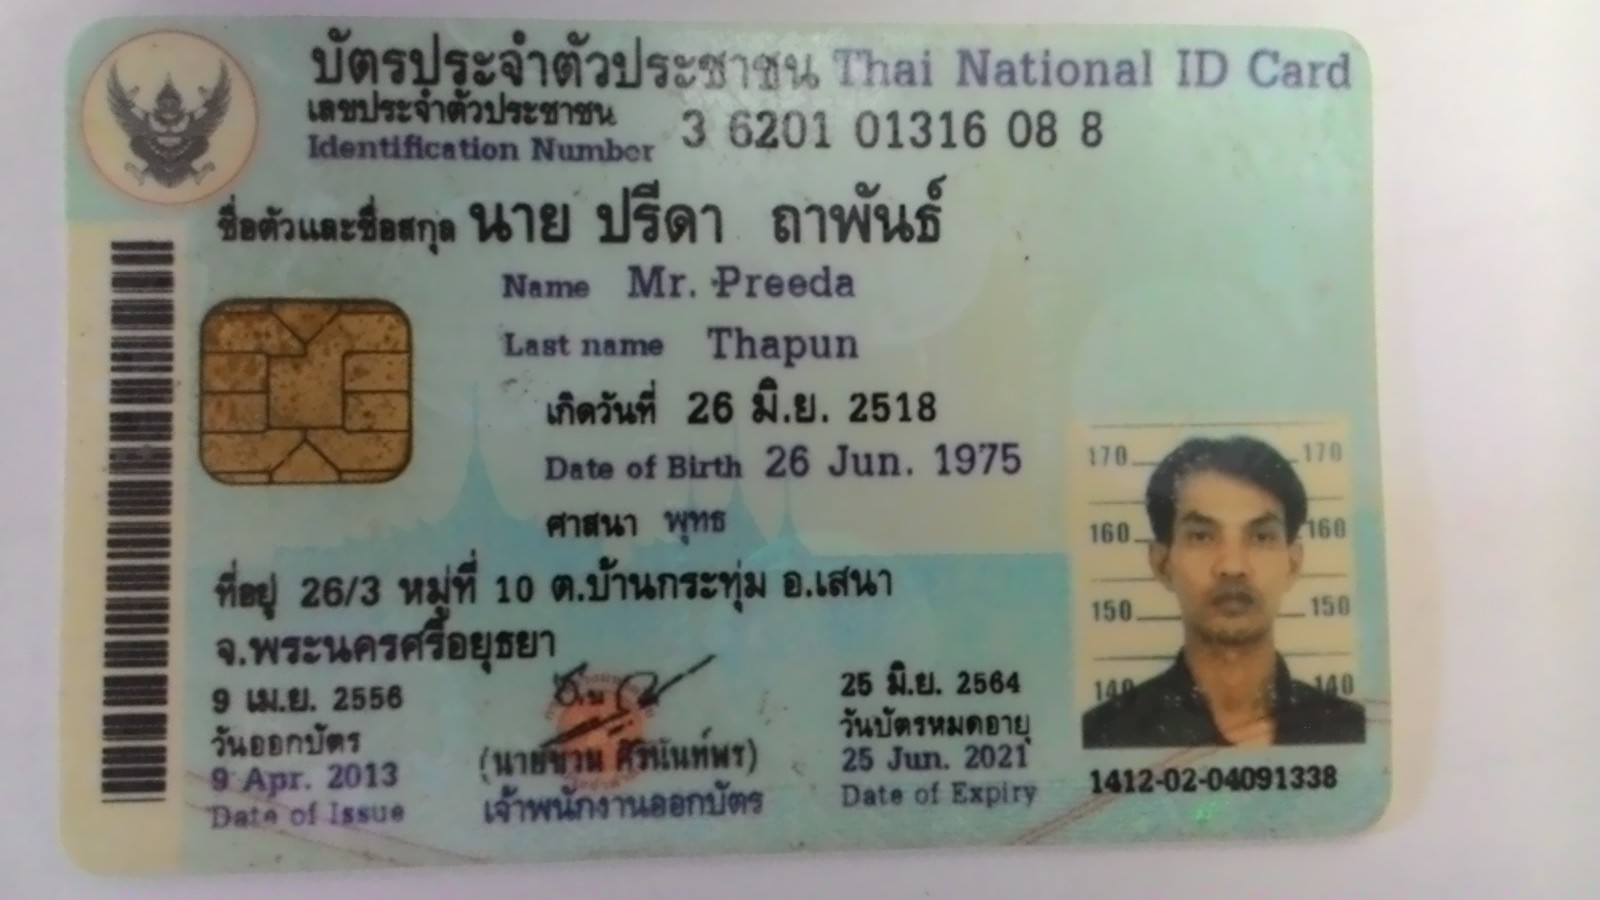 บัตรประจำตัวประชาชน Thai National ID Card
เลขประจำตัวประชาชน
Identification Number 3 6201 01316 08 8
ชื่อตัวและชื่อสกุล นาย ปรีดา ถาพันธ์
Name Mr. Preeda
Last name Thapun
เกิดวันที่ 26 มิ.ย. 2518
Date of Birth 26 Jun. 1975
ศาสนา พุทธ
ที่อยู่ 26/3 หมู่ที่ 10 ต.บ้านกระทุ่ม อ.เสนา
จ.พระนครศรีอยุธยา
9 เม.ย. 2556
วันออกบัตร
9 Apr. 2013
Date of Issue
ศิรินันท์พร)
เจ้าพนักงานออกบัตร
25 มิ.ย. 2564
วันบัตรหมดอายุ
25 Jun. 2021
Date of Expiry
170 170
160 160
150 150
140 140
1412-02-04091338